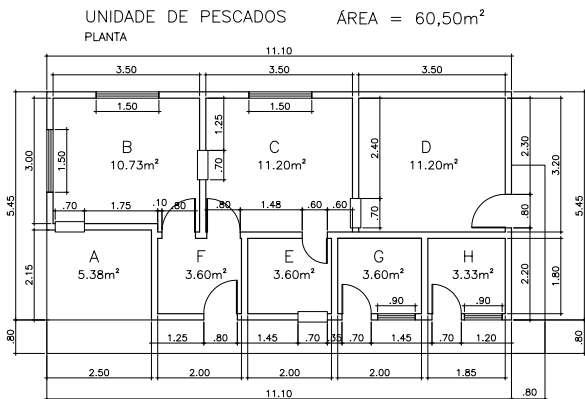 UNIDADE DE PESCADOS ÁREA = 60,50m²
PLANTA
11.10
3.50 3.50 3.50
1.50 1.50
B C D
10.73m² 11.20m² 11.20m²
3.00 1.50 1.25 .70 2.40 .70 2.30 3.20 .80
5.45 5.45
.70 1.75 .10 .80 .80 1.48 .60 .60
A F E G H
5.38m² 3.60m² 3.60m² 3.60m² 3.33m²
2.15 2.20 1.80
.90 .90
.80 .80
1.25 .80 1.45 .70 .35 .70 1.45 .70 1.20
2.50 2.00 2.00 2.00 1.85
11.10 .80